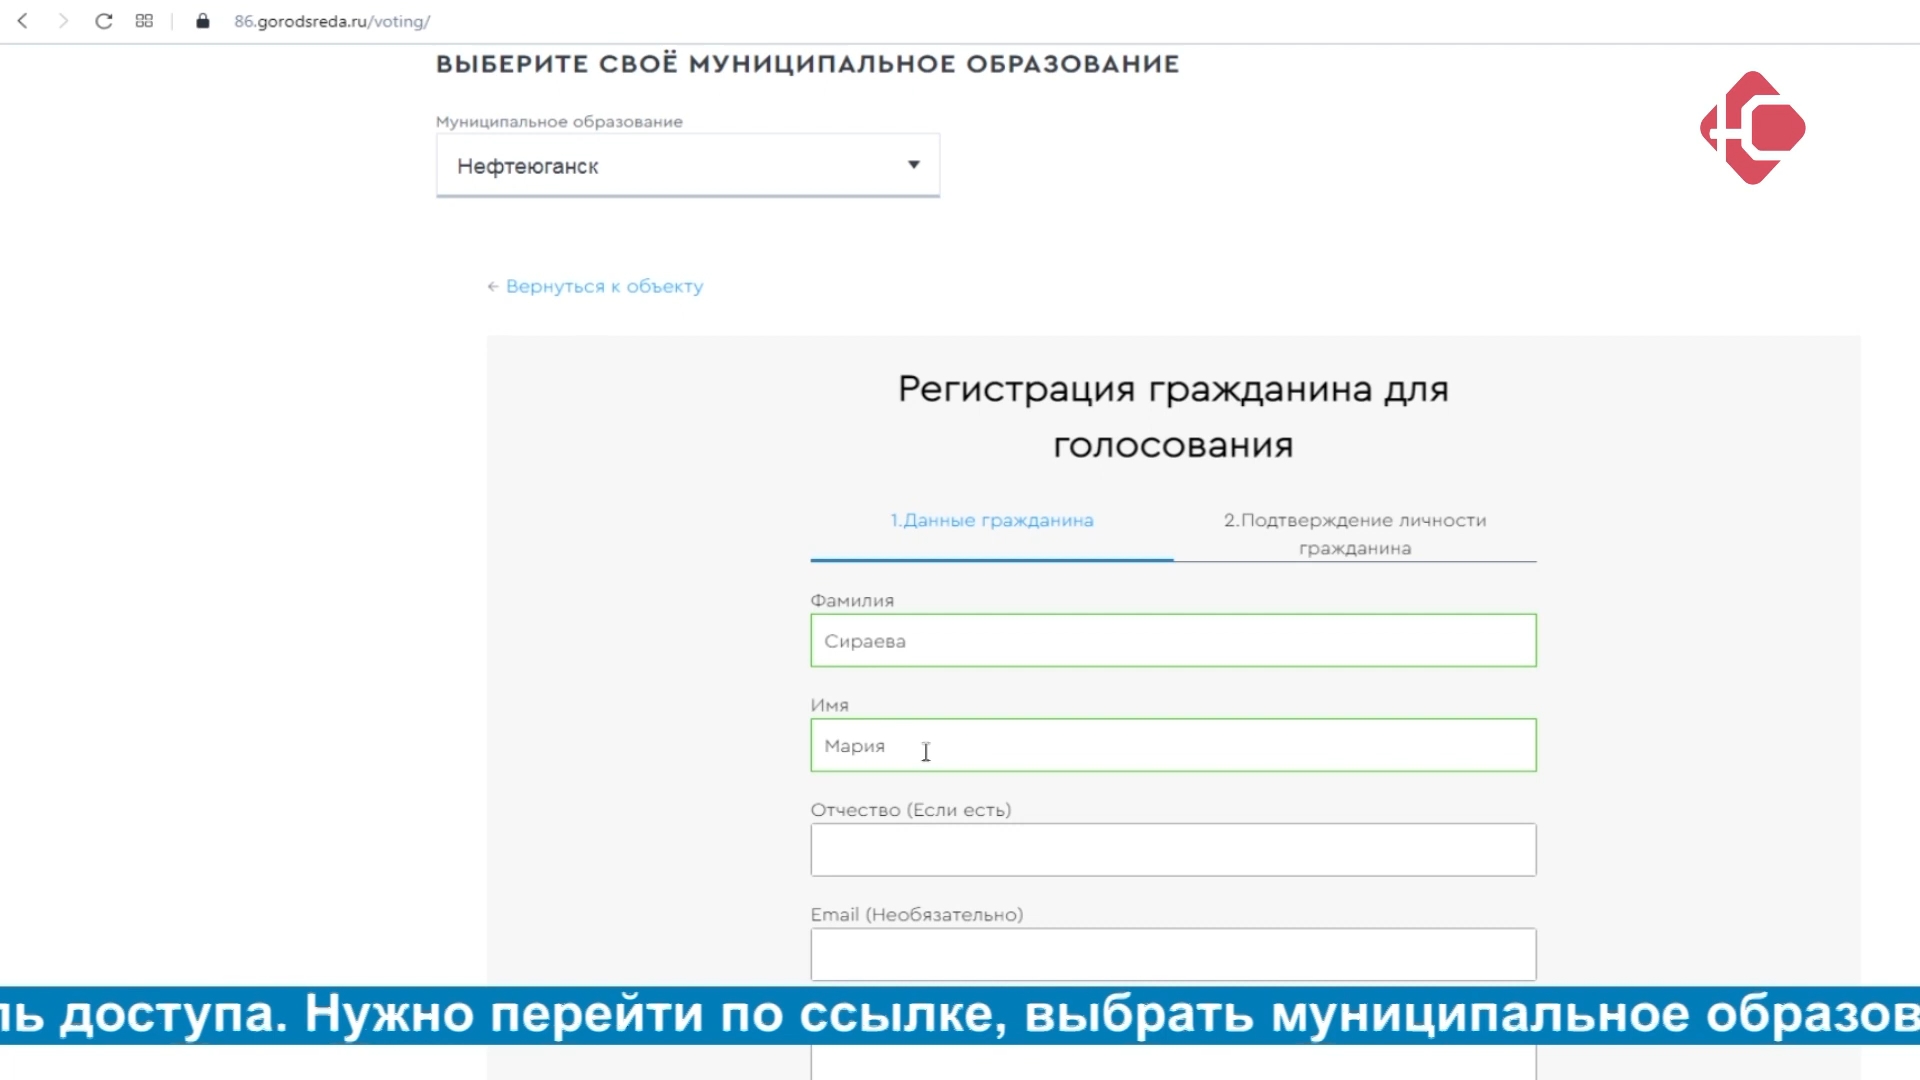 86.gorodsreda.ru/voting/
ВЫБЕРИТЕ СВОЁ МУНИЦИПАЛЬНОЕ ОБРАЗОВАНИЕ
Муниципальное образование
Нефтеюганск
← Вернуться к объекту
Регистрация гражданина для
голосования
1.Данные гражданина
2.Подтверждение личности
гражданина
Фамилия
Сираева
Имя
Мария
Отчество (Если есть)
Email (Необязательно)
ль доступа. Нужно перейти по ссылке, выбрать муниципальное образов